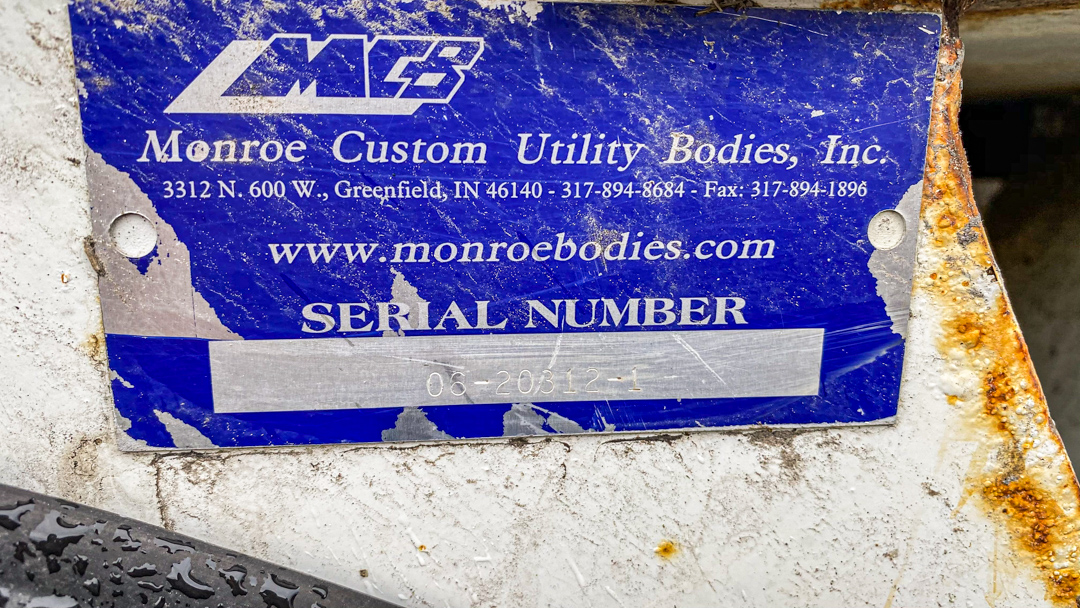 MCB
Monroe Custom Utility Bodies, Inc.
3312 N. 600 W., Greenfield, IN 46140 - 317-894-8684 - Fax: 317-894-1896
www.monroebodies.com
SERIAL NUMBER
08-20312-1